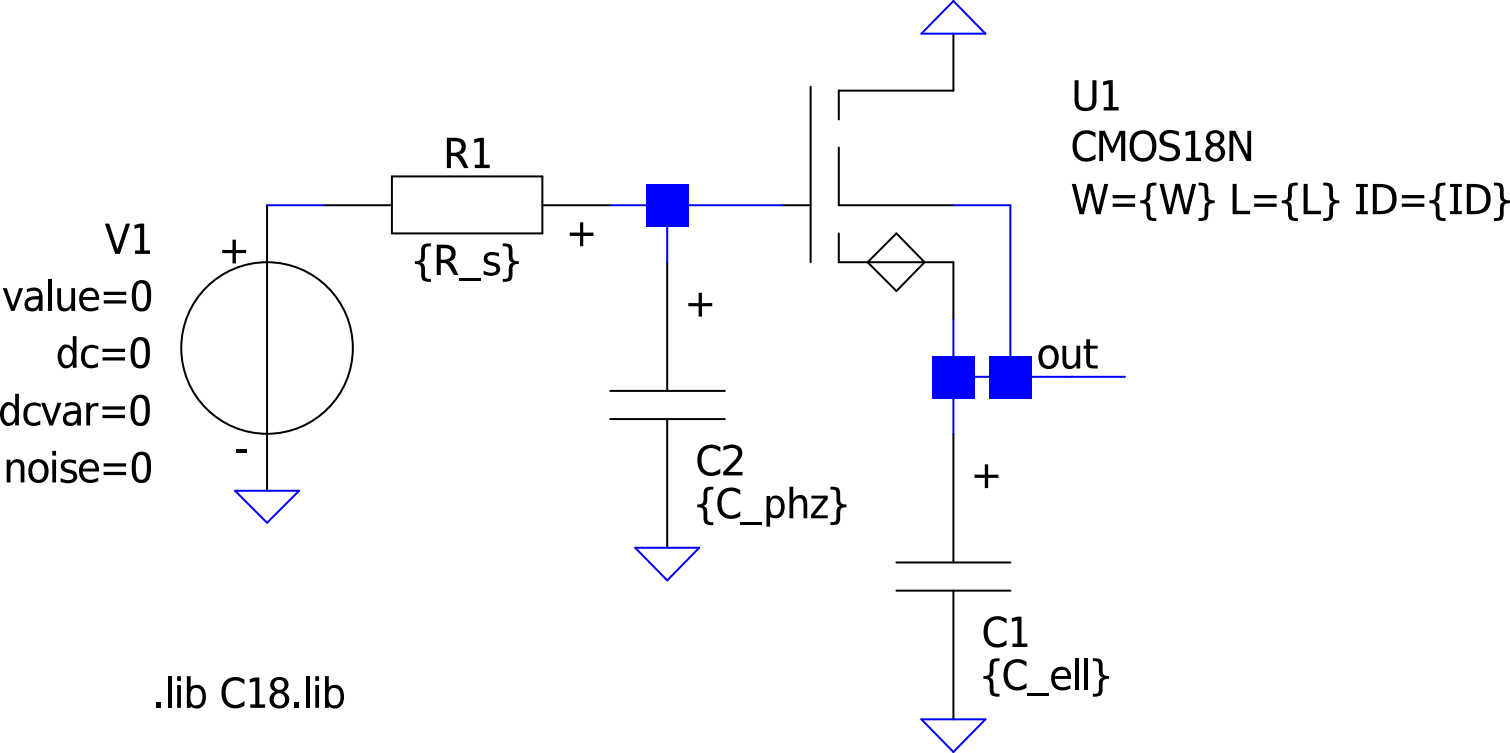 U1
CMOS18N
W={W} L={L} ID={ID}
R1
+
{R_s}
V1
+
value=0
dc=0
dcvar=0
noise=0
-
+
out
C2
{C_phz}
+
C1
{C_ell}
.lib C18.lib